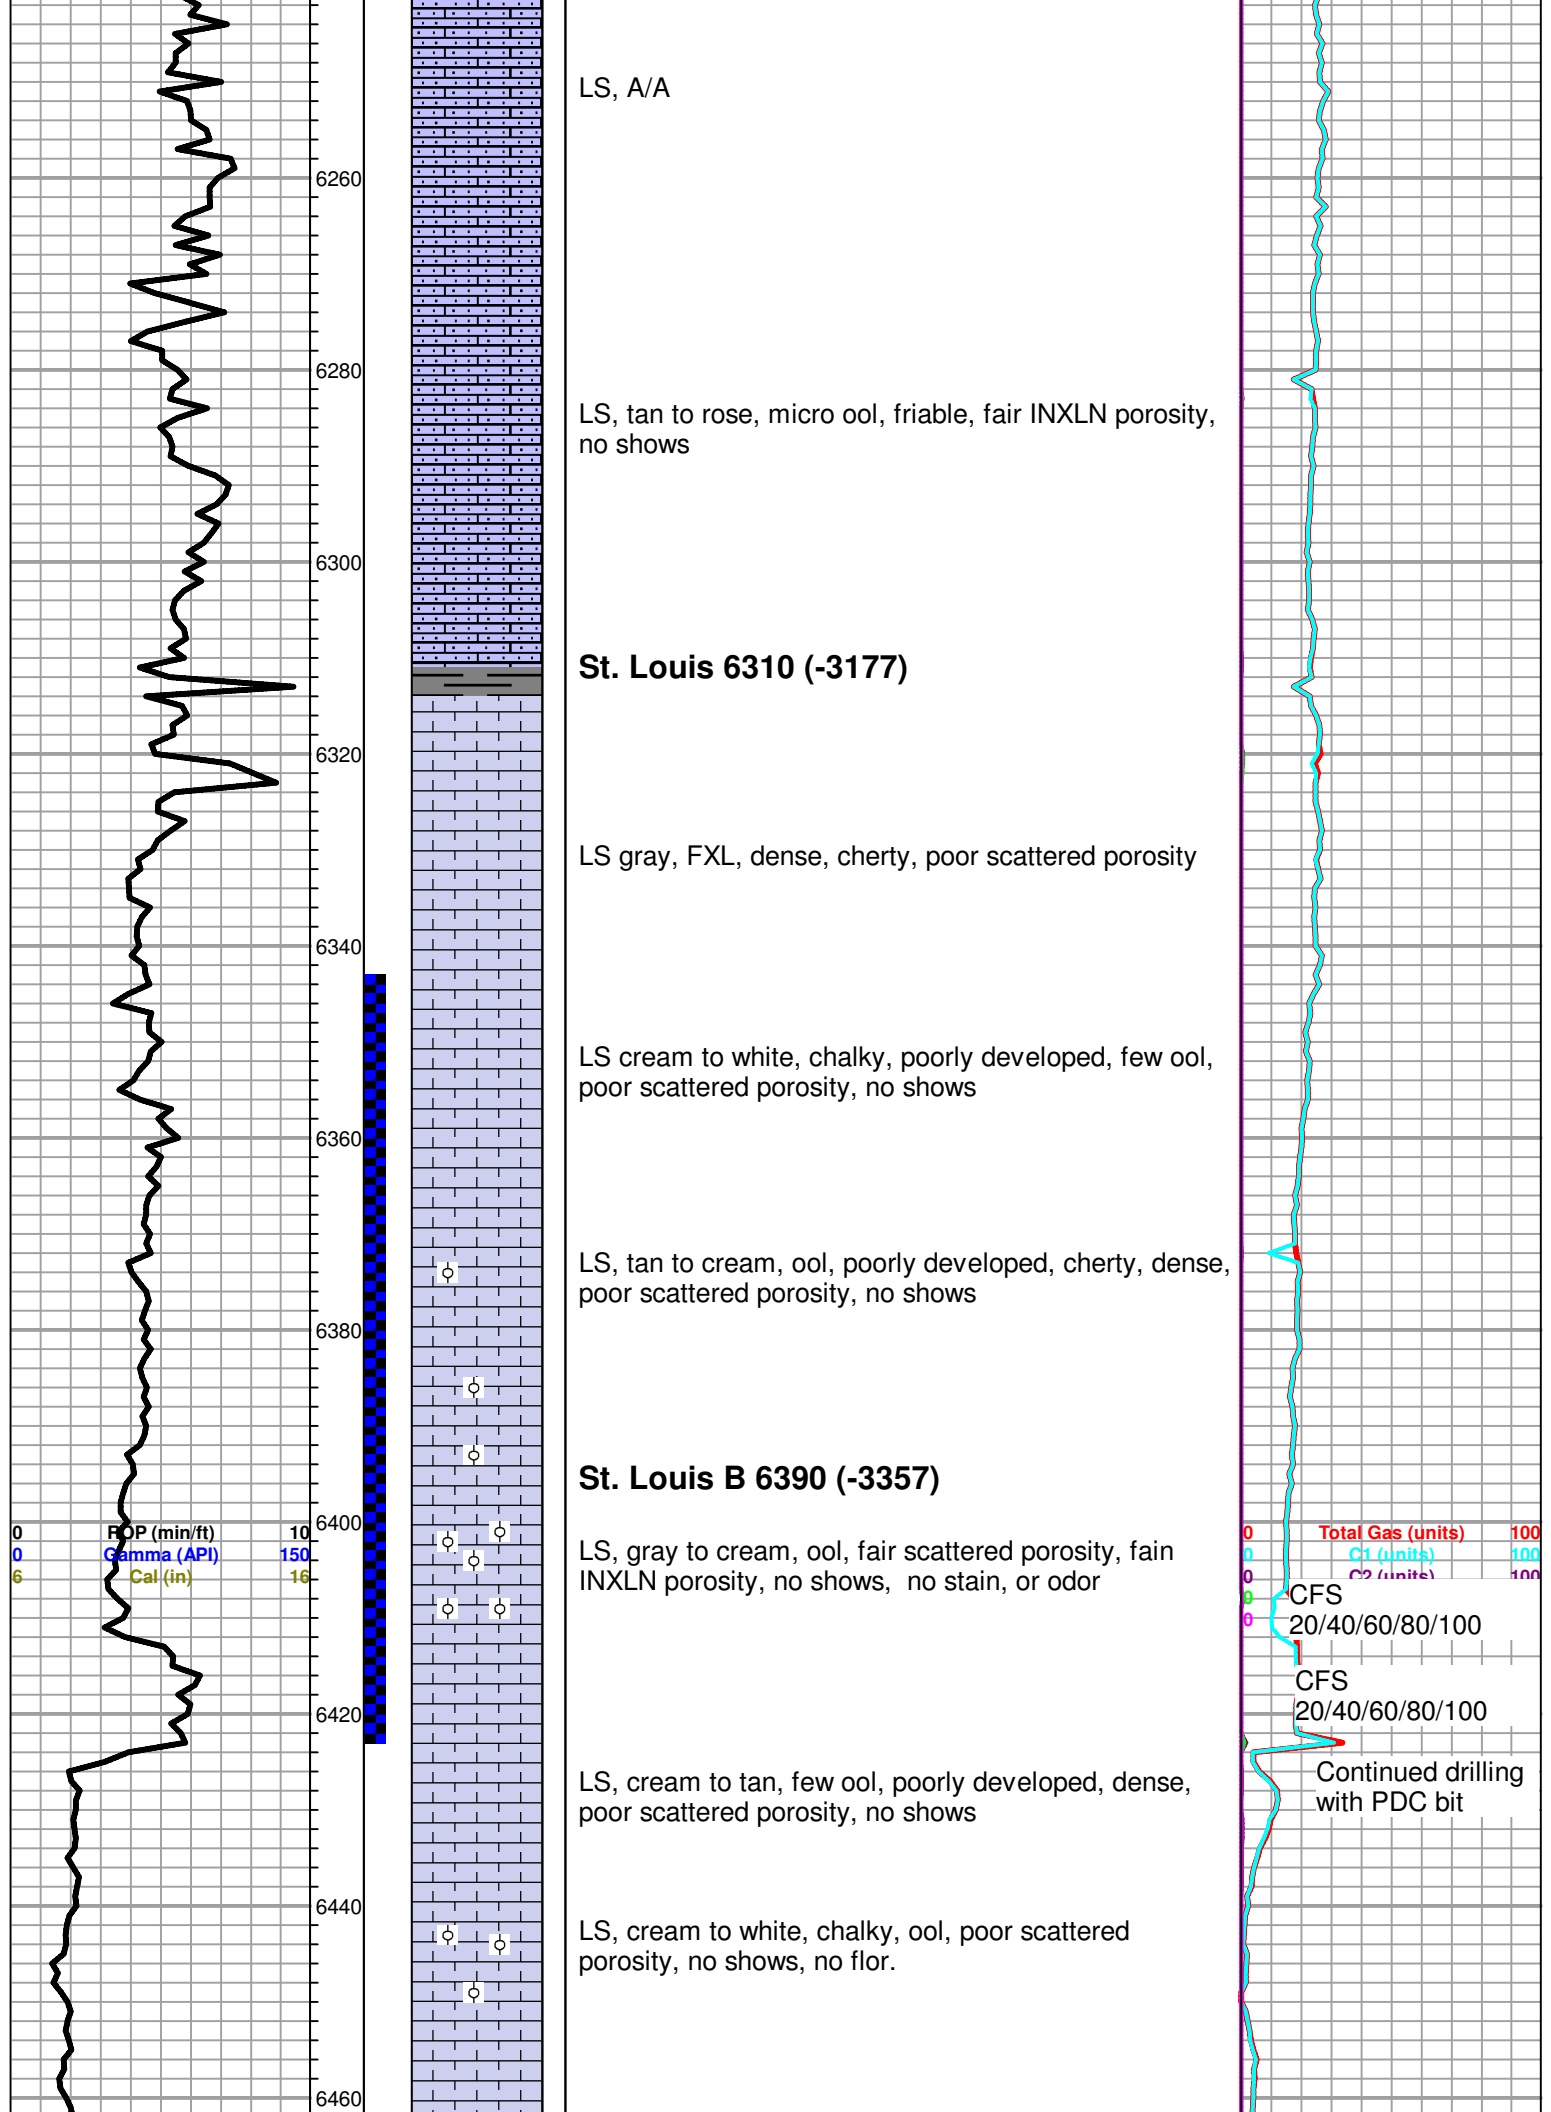 LS, A/A
6260
6280
LS, tan to rose, micro ool, friable, fair INXLN porosity,
no shows
6300
St. Louis 6310 (-3177)
6320
LS gray, FXL, dense, cherty, poor scattered porosity
6340
LS cream to white, chalky, poorly developed, few ool,
poor scattered porosity, no shows
6360
LS, tan to cream, ool, poorly developed, cherty, dense,
poor scattered porosity, no shows
6380
St. Louis B 6390 (-3357)
6400
0 ROP (min/ft) 10
0 Gamma (API) 150
6 Cal (in) 16
0 Total Gas (units) 100
0 C1 (units) 100
0 C2 (units) 100
0
0
LS, gray to cream, ool, fair scattered porosity, fain
INXLN porosity, no shows,  no stain, or odor
CFS
20/40/60/80/100
CFS
20/40/60/80/100
6420
Continued drilling
with PDC bit
LS, cream to tan, few ool, poorly developed, dense,
poor scattered porosity, no shows
6440
LS, cream to white, chalky, ool, poor scattered
porosity, no shows, no flor.
6460